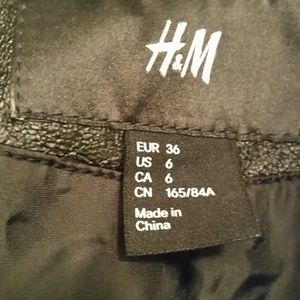 H&M
EUR 36
US 6
CA 6
CN 165/84A
Made in
China